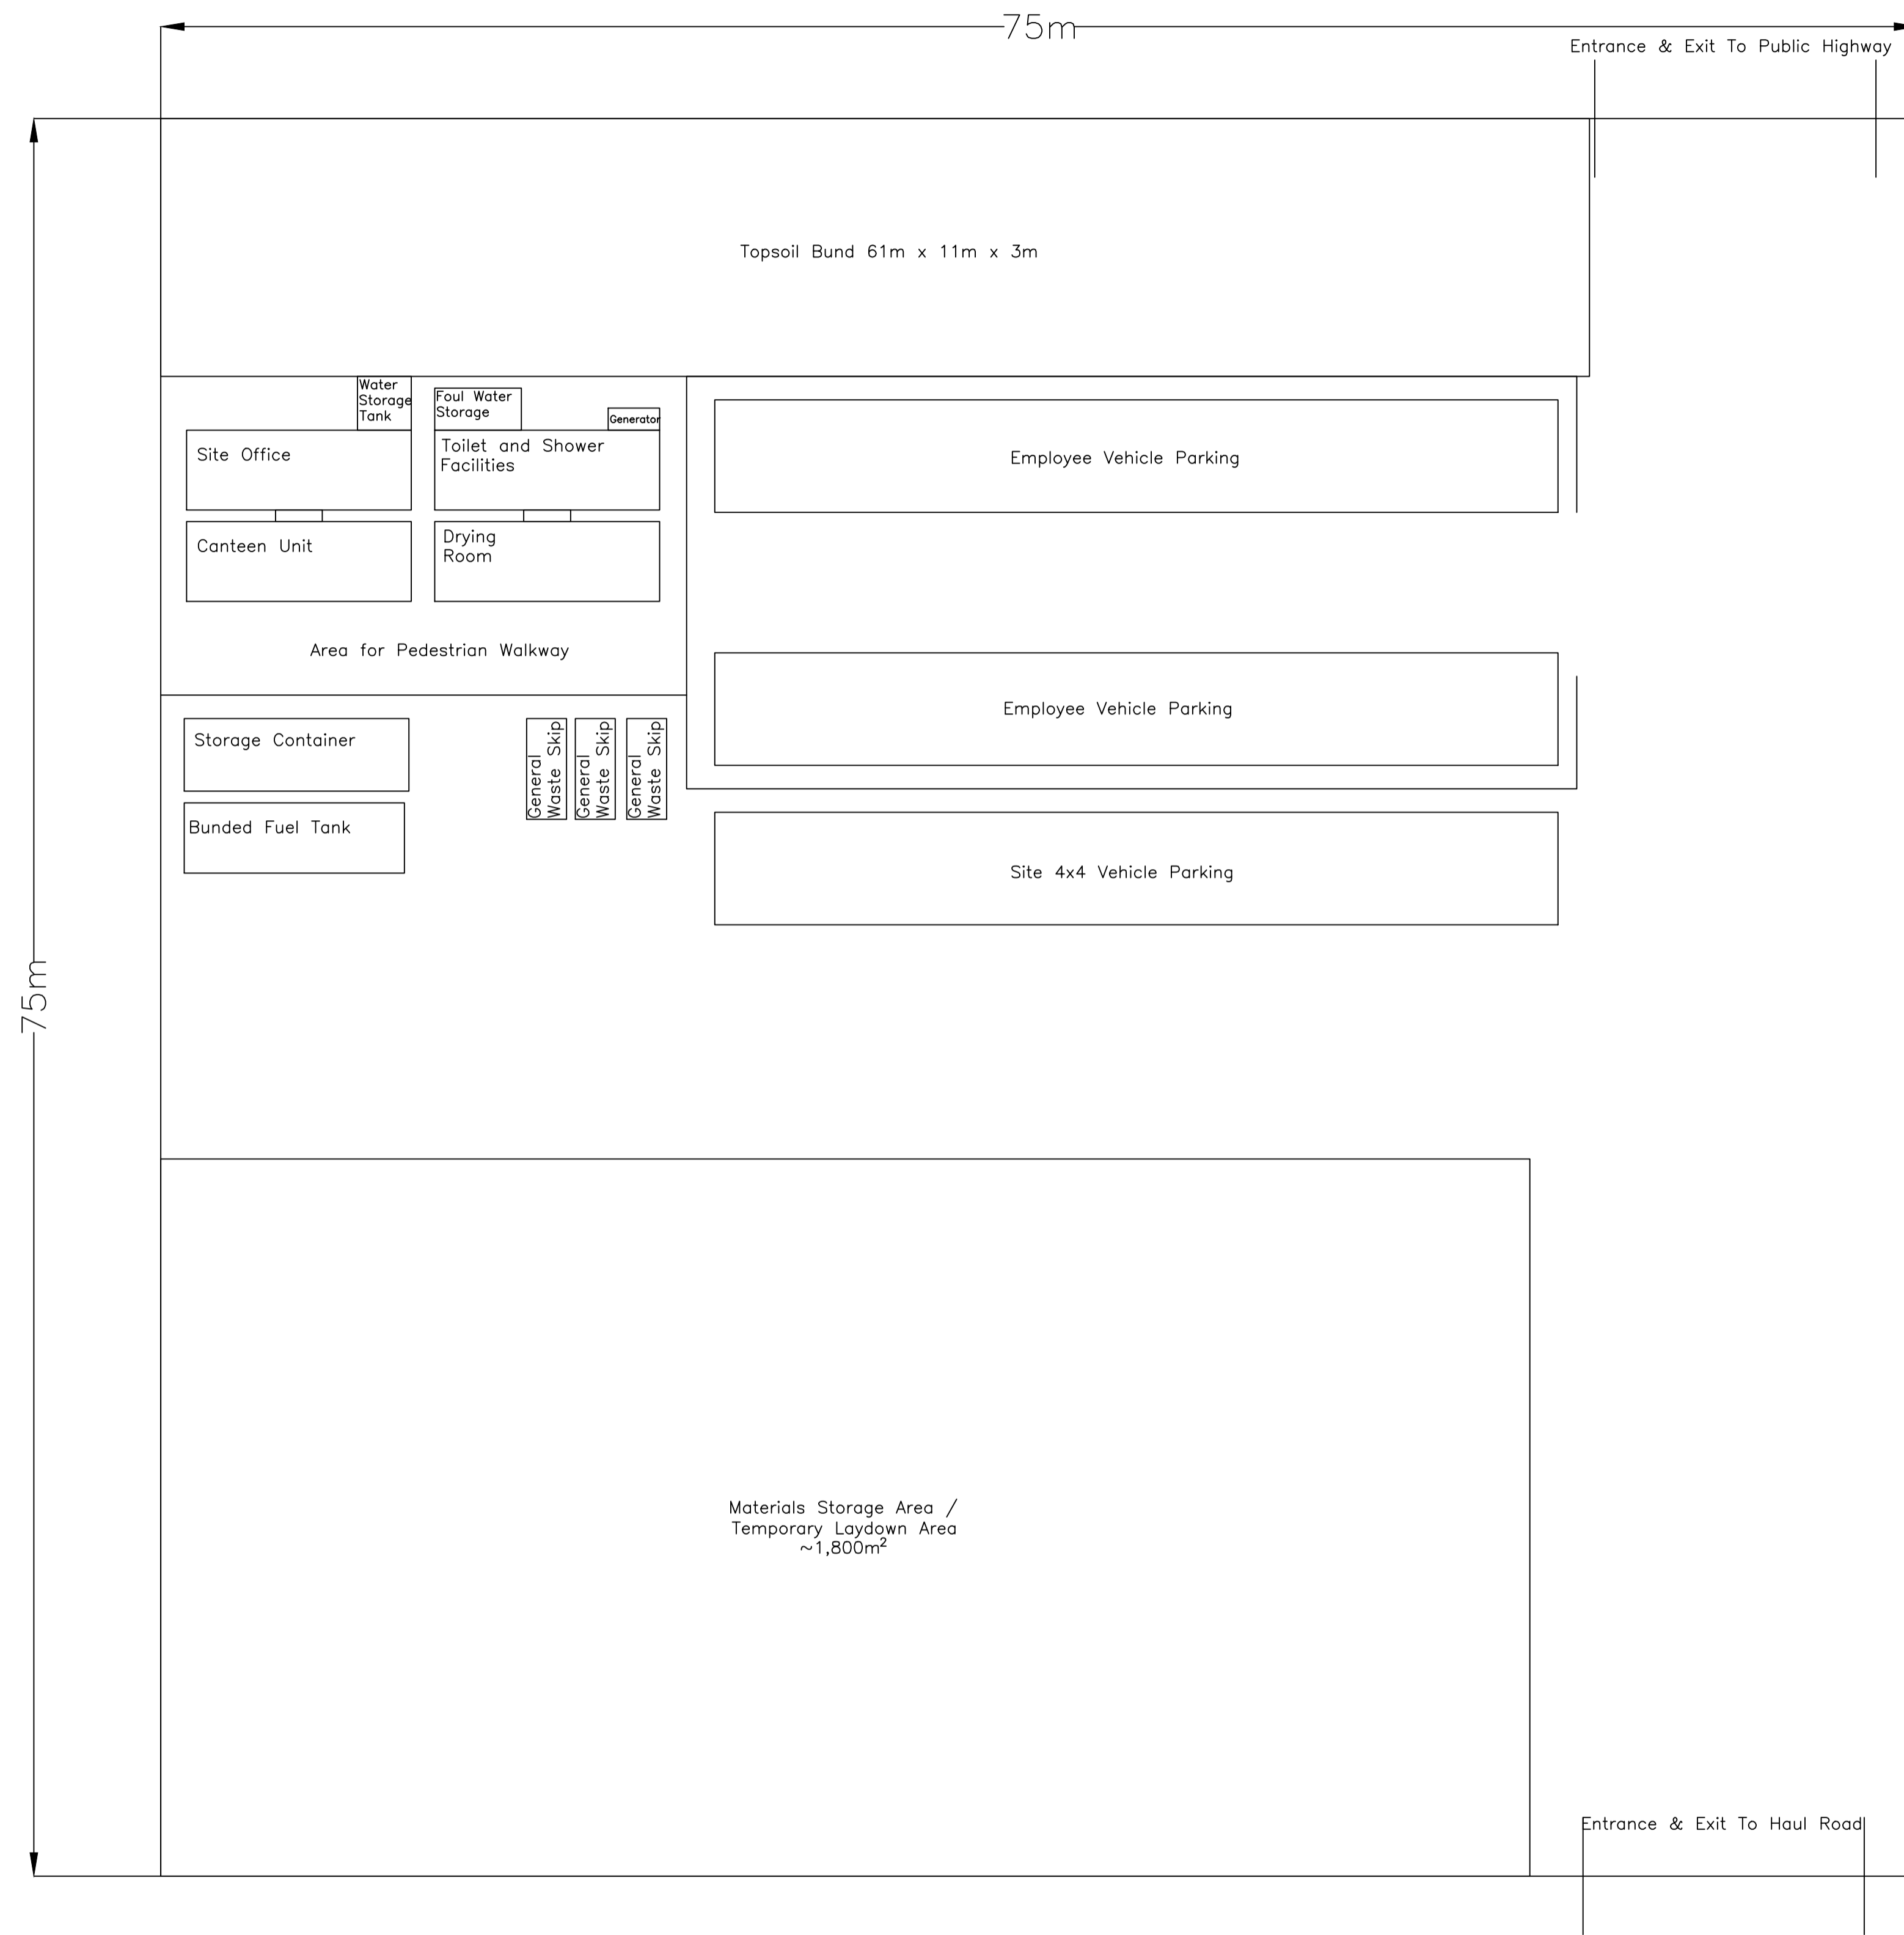 75m
Entrance & Exit To Public Highway
Topsoil Bund 61m x 11m x 3m
Water
Storage
Tank
Foul Water
Storage
Generator
Site Office
Toilet and Shower
Facilities
Employee Vehicle Parking
Canteen Unit
Drying
Room
Area for Pedestrian Walkway
Employee Vehicle Parking
Storage Container
General
Waste Skip
General
Waste Skip
General
Waste Skip
Bunded Fuel Tank
Site 4x4 Vehicle Parking
75m
Materials Storage Area /
Temporary Laydown Area
~1,800m²
Entrance & Exit To Haul Road